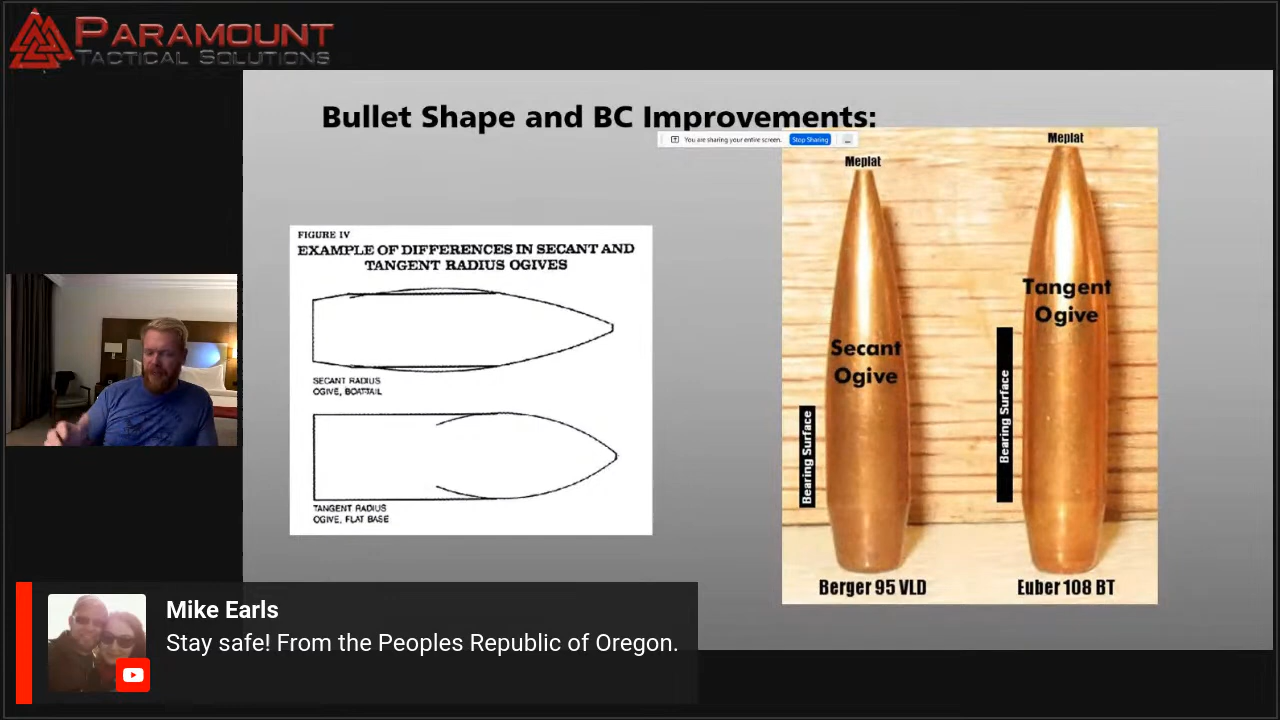 PARAMOUNT
TACTICAL SOLUTIONS
Bullet Shape and BC Improvements:
You are sharing your entire screen.
Stop Sharing
FIGURE IV
EXAMPLE OF DIFFERENCES IN SECANT AND
TANGENT RADIUS OGIVES
SECANT RADIUS
OGIVE, BOATTAIL
TANGENT RADIUS
OGIVE, FLAT BASE
Meplat
Secant
Ogive
Bearing Surface
Berger 95 VLD
Meplat
Tangent
Ogive
Bearing Surface
Euber 108 BT
Mike Earls
Stay safe! From the Peoples Republic of Oregon.